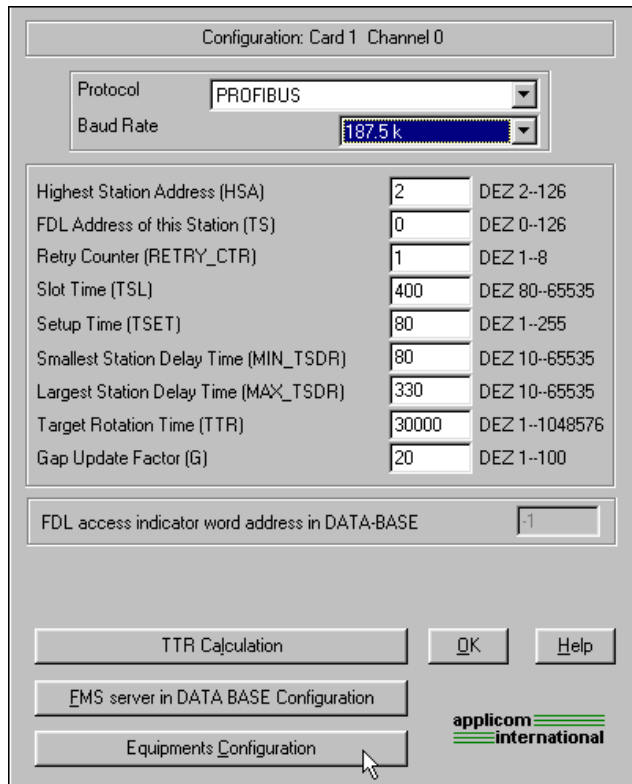 Configuration: Card 1  Channel 0
Protocol PROFIBUS
Baud Rate 187.5 k
Highest Station Address (HSA) 2 DEZ 2--126
FDL Address of this Station (TS) 0 DEZ 0--126
Retry Counter (RETRY_CTR) 1 DEZ 1--8
Slot Time (TSL) 400 DEZ 80--65535
Setup Time (TSET) 80 DEZ 1--255
Smallest Station Delay Time (MIN_TSDR) 80 DEZ 10--65535
Largest Station Delay Time (MAX_TSDR) 330 DEZ 10--65535
Target Rotation Time (TTR) 30000 DEZ 1--1048576
Gap Update Factor (G) 20 DEZ 1--100
FDL access indicator word address in DATA-BASE -1
TTR Calculation OK Help
FMS server in DATA BASE Configuration
applicom
international
Equipments Configuration